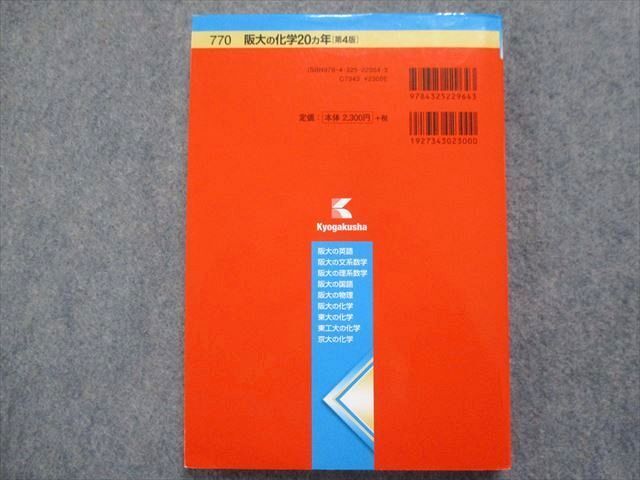 770 阪大の化学20カ年[第4版]
ISBN978-4-325-22964-3
C7343 ¥2300E
9784325229643
定価:本体 2,300円+税
1927343023000
Kyogakusha
阪大の英語
阪大の文系数学
阪大の理系数学
阪大の国語
阪大の物理
阪大の化学
東大の化学
東工大の化学
京大の化学